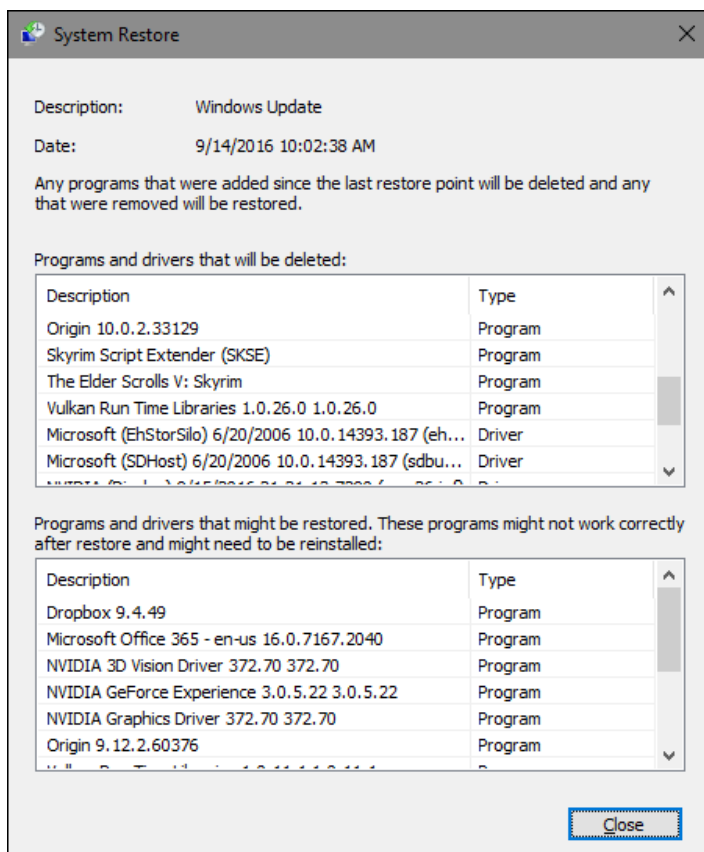 System Restore
Description: Windows Update
Date: 9/14/2016 10:02:38 AM
Any programs that were added since the last restore point will be deleted and any
that were removed will be restored.
Programs and drivers that will be deleted:
Description Type
Origin 10.0.2.33129 Program
Skyrim Script Extender (SKSE) Program
The Elder Scrolls V: Skyrim Program
Vulkan Run Time Libraries 1.0.26.0 1.0.26.0 Program
Microsoft (EhStorSilo) 6/20/2006 10.0.14393.187 (eh... Driver
Microsoft (SDHost) 6/20/2006 10.0.14393.187 (sdbu... Driver
Programs and drivers that might be restored. These programs might not work correctly
after restore and might need to be reinstalled:
Description Type
Dropbox 9.4.49 Program
Microsoft Office 365 - en-us 16.0.7167.2040 Program
NVIDIA 3D Vision Driver 372.70 372.70 Program
NVIDIA GeForce Experience 3.0.5.22 3.0.5.22 Program
NVIDIA Graphics Driver 372.70 372.70 Program
Origin 9.12.2.60376 Program
Close